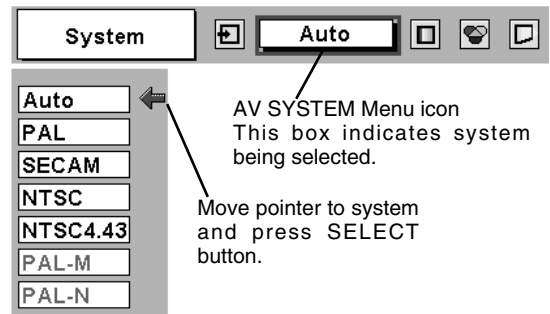 System
Auto
Auto
PAL
SECAM
NTSC
NTSC4.43
PAL-M
PAL-N
AV SYSTEM Menu icon
This box indicates system
being selected.
Move pointer to system
and press SELECT
button.